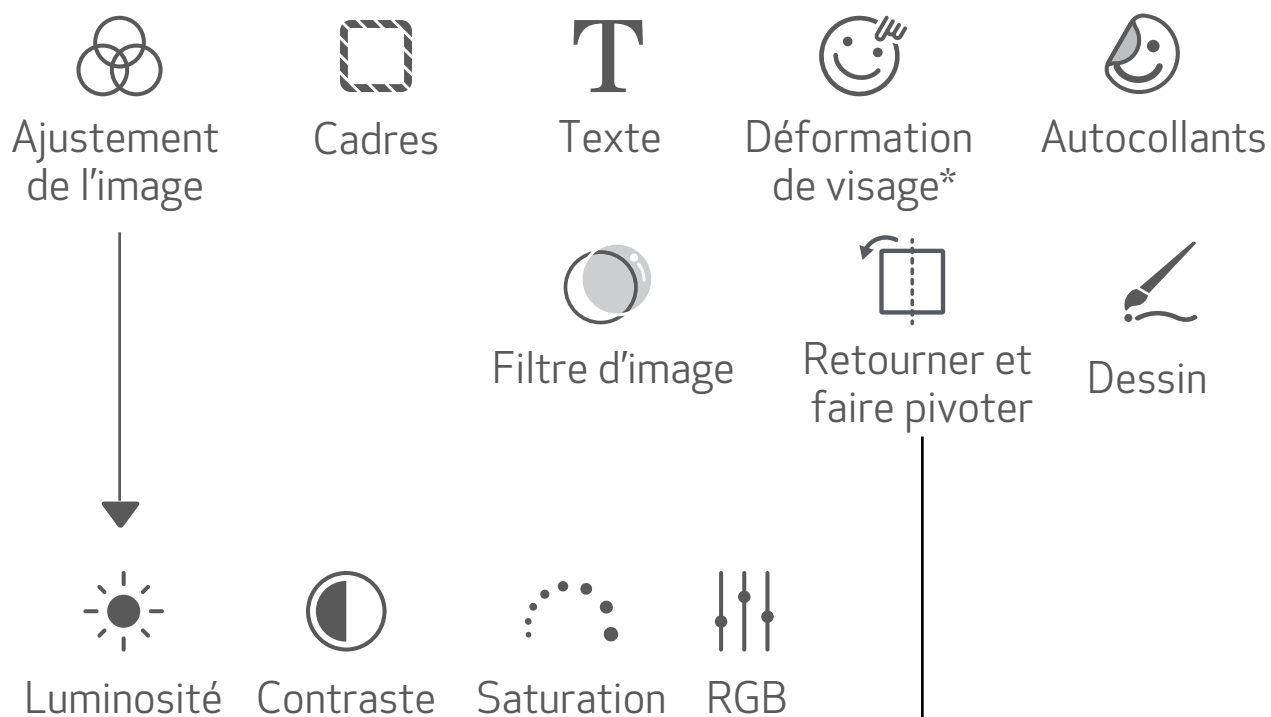 Ajustement
de l'image
Cadres
Texte
Déformation
de visage*
Autocollants
Filtre d'image
Retourner et
faire pivoter
Dessin
Luminosité
Contraste
Saturation
RGB